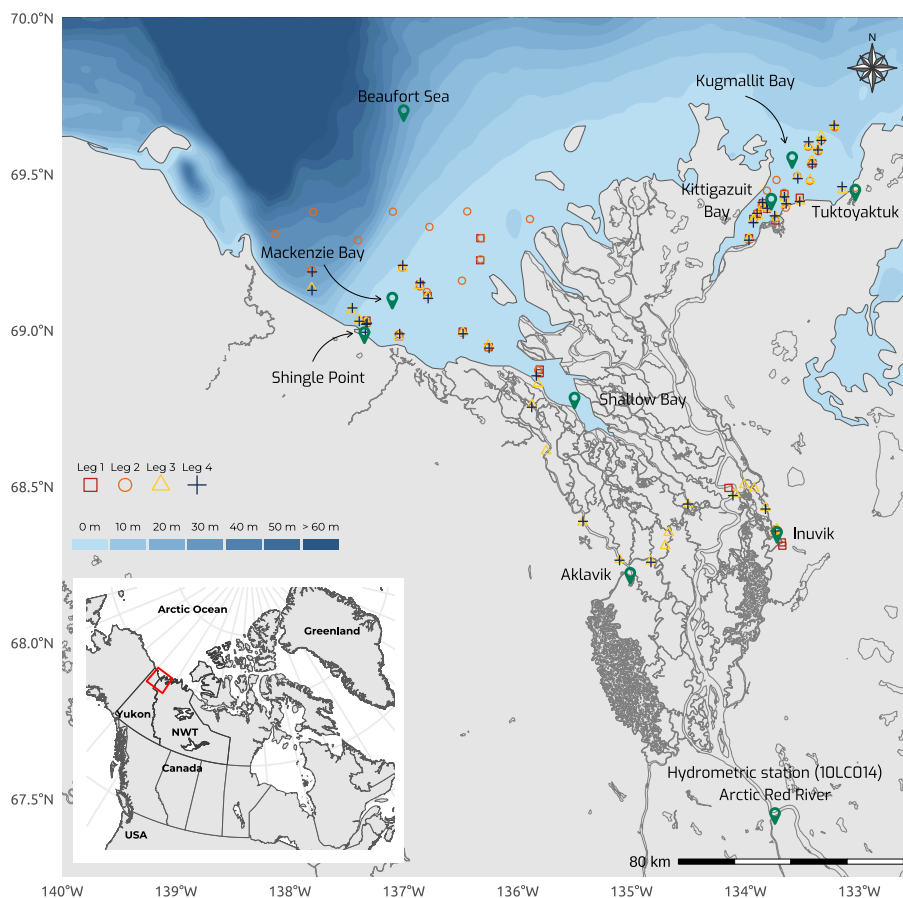 70.0°N
69.5°N
69.0°N
68.5°N
68.0°N
67.5°N
N
Kugmallit Bay
Beaufort Sea
Kittigazuit
Bay
Tuktoyaktuk
Mackenzie Bay
Shingle Point
Shallow Bay
Leg 1 Leg 2 Leg 3 Leg 4
0 m 10 m 20 m 30 m 40 m 50 m > 60 m
Inuvik
Aklavik
Arctic Ocean
Greenland
Yukon
NWT
Canada
USA
Hydrometric station (10LC014)
Arctic Red River
80 km
140°W 139°W 138°W 137°W 136°W 135°W 134°W 133°W